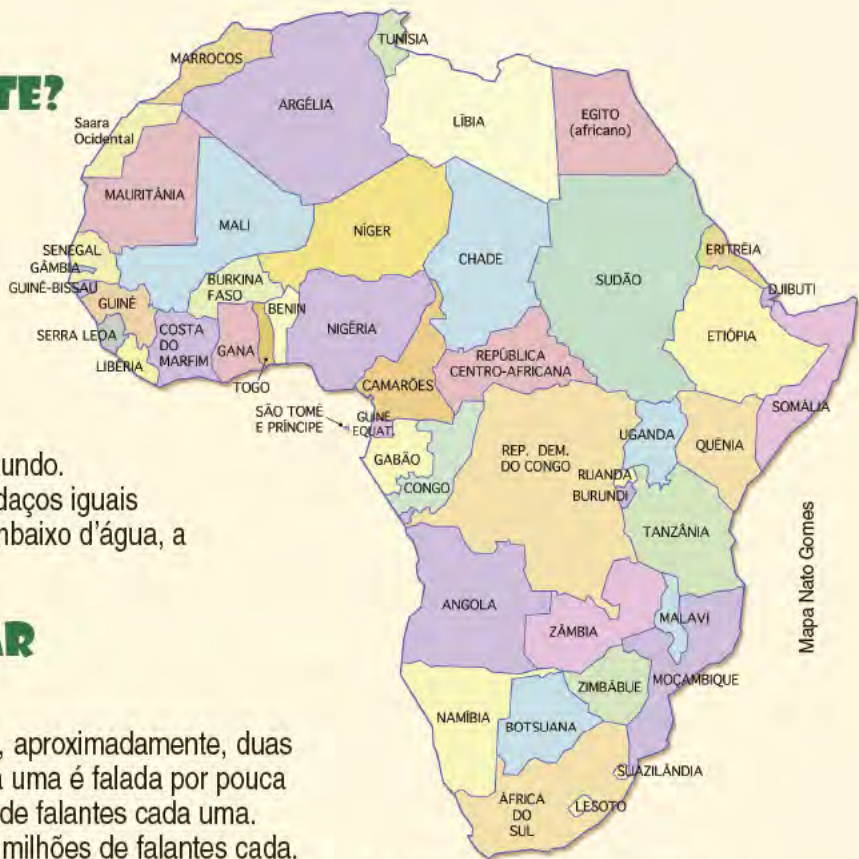 TE?
TUNÍSIA
MARROCOS
ARGÉLIA
LÍBIA
EGITO
(africano)
Saara
Ocidental
MAURITÂNIA
MALI
NÍGER
CHADE
SUDÃO
ERITRÉIA
DJIBUTI
SENEGAL
GÂMBIA
GUINÉ-BISSAU
GUINÉ
BURKINA
FASO
BENIN
NIGÉRIA
ETIÓPIA
SERRA LEOA
COSTA
DO
MARFIM
GANA
LIBÉRIA
TOGO
CAMARÕES
REPÚBLICA
CENTRO-AFRICANA
SOMÁLIA
SÃO TOMÉ
E PRÍNCIPE
GUINÉ
EQUAT.
GABÃO
CONGO
REP. DEM.
DO CONGO
UGANDA
QUÊNIA
RUANDA
BURUNDI
TANZÂNIA
undo.
daços iguais
mbaixo d'água, a
Mapa Nato Gomes
ANGOLA
ZÂMBIA
MALAVI
MOÇAMBIQUE
AR
ZIMBÁBUE
NAMÍBIA
BOTSUANA
SUAZILÂNDIA
ÁFRICA
DO
SUL
LESOTO
, aproximadamente, duas
a uma é falada por pouca
de falantes cada uma.
milhões de falantes cada.